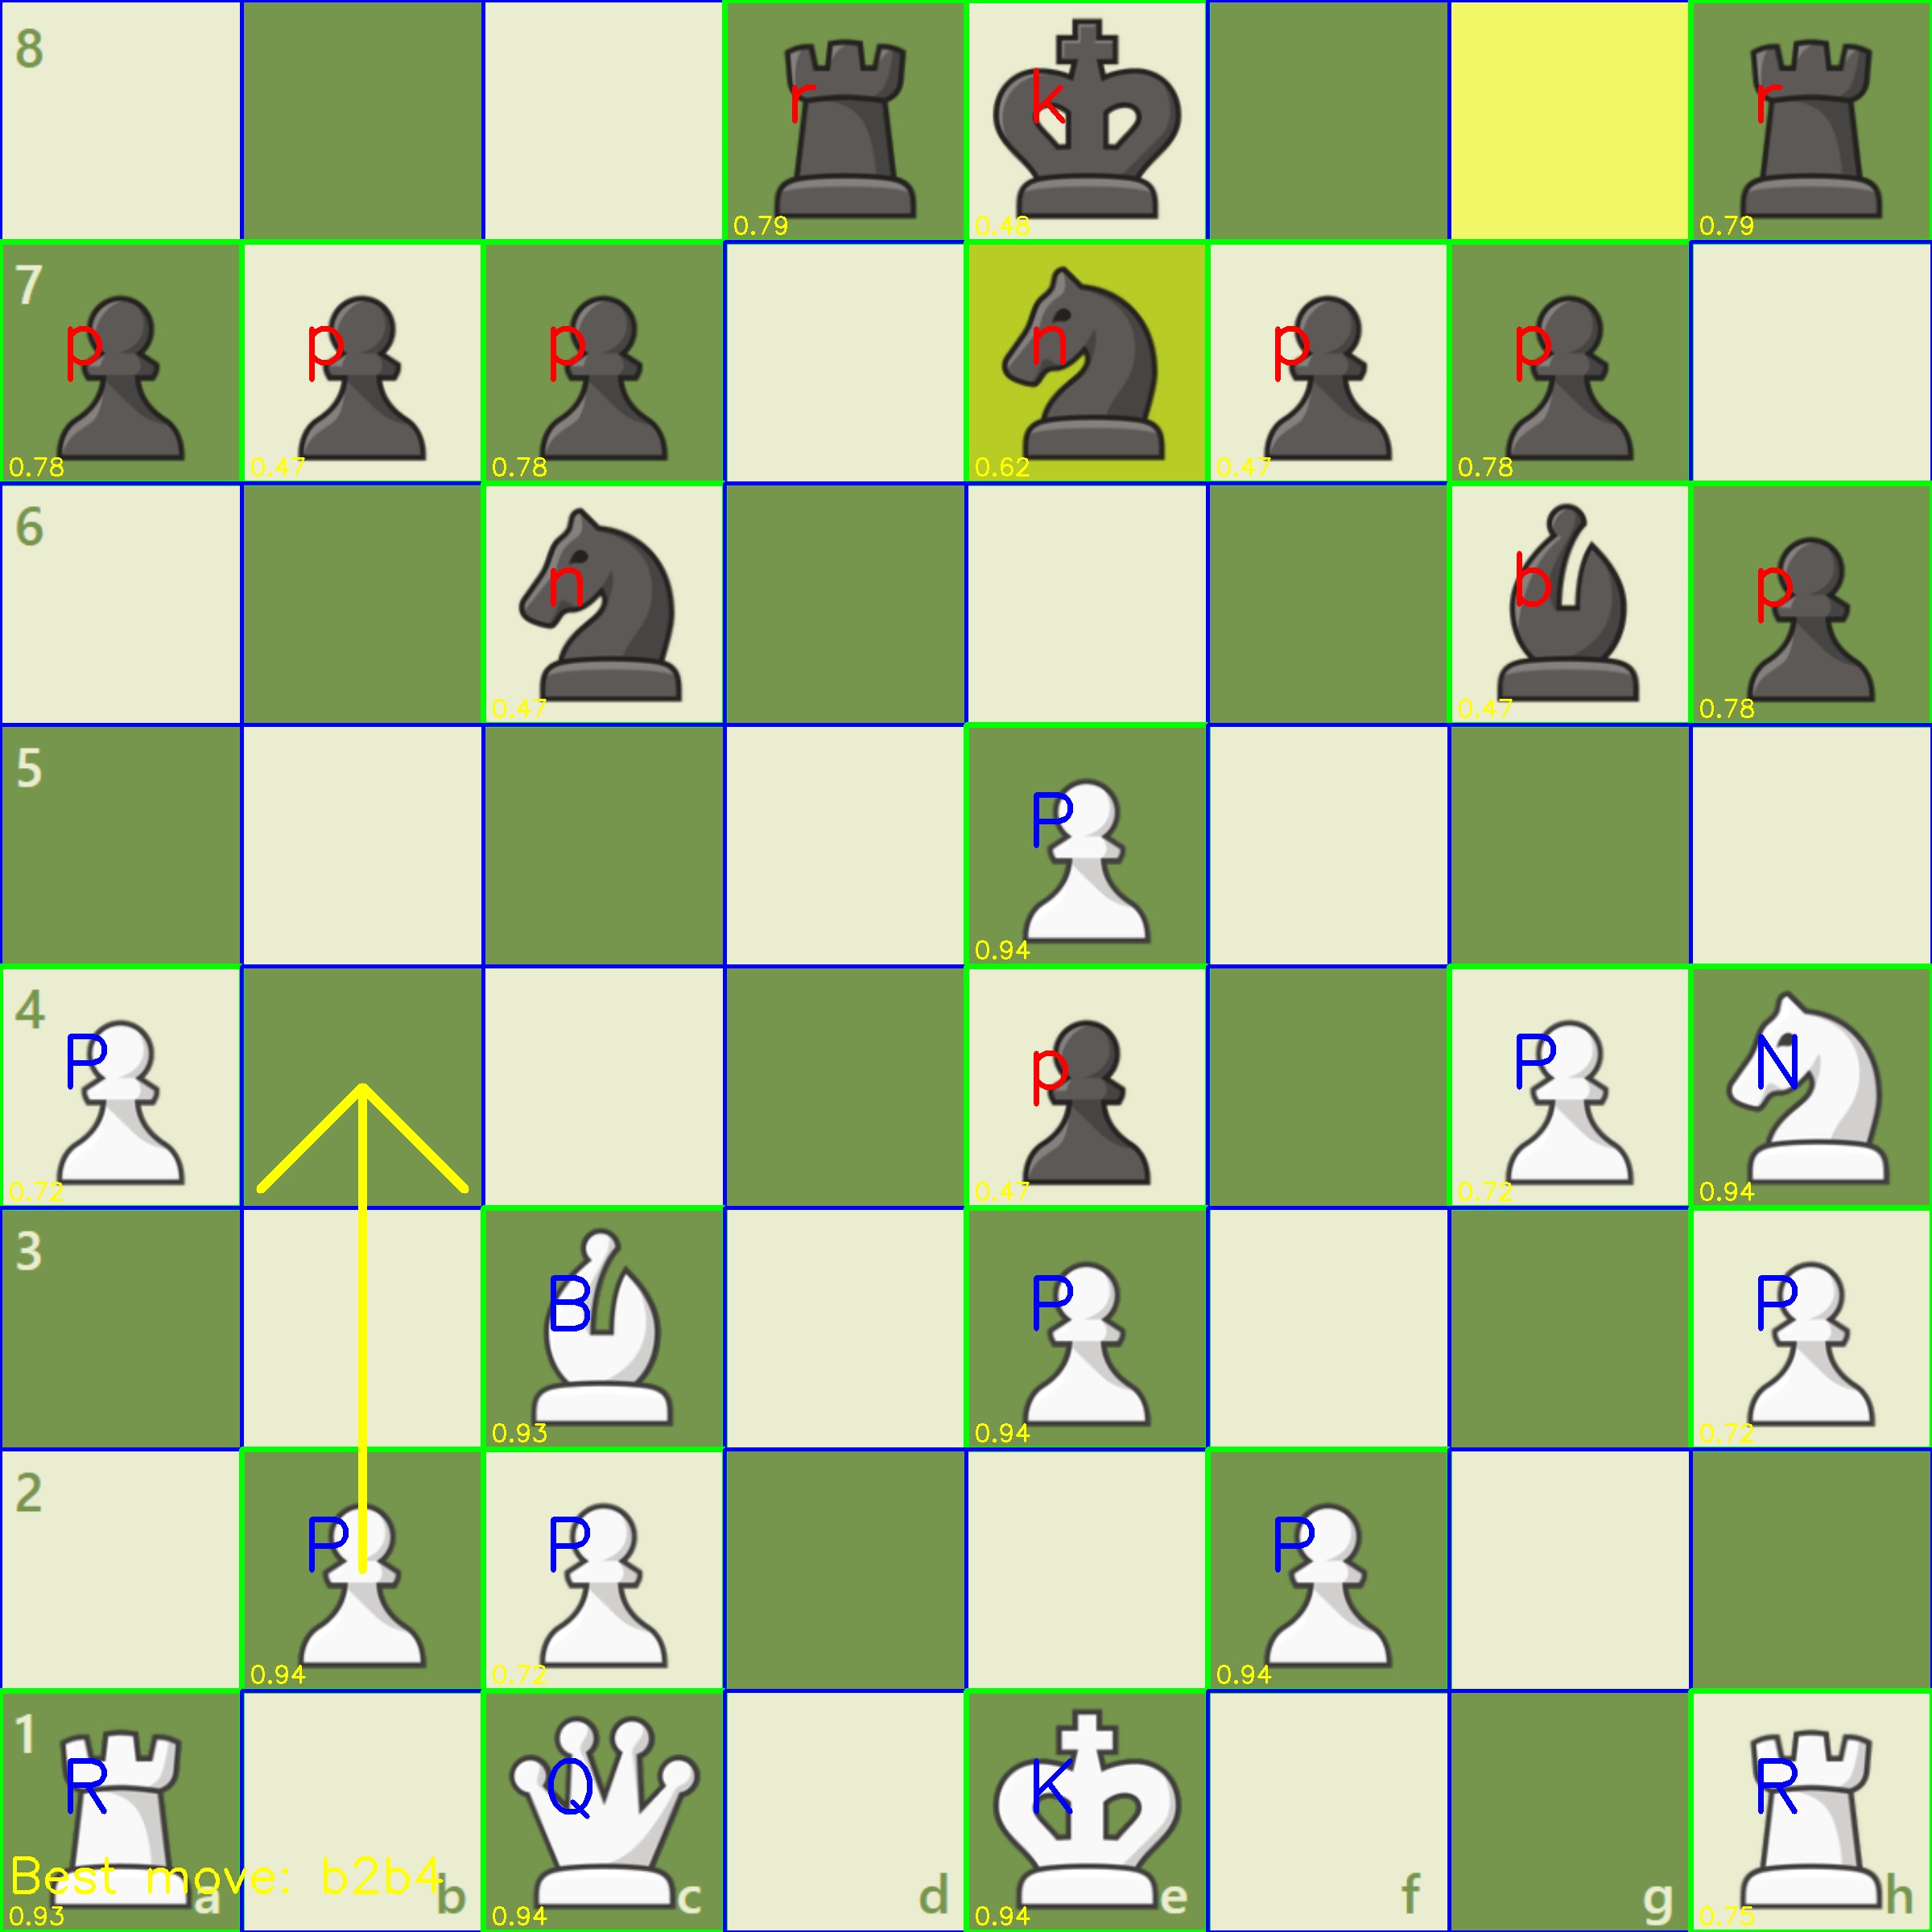 8 r k r
0.79 0.48 0.79
7 p p p n p p
0.78 0.47 0.78 0.62 0.47 0.78
6 n b p
0.47 0.47 0.78
5 P
0.94
4 P p P N
0.72 0.47 0.72 0.94
3 B P P
0.93 0.94 0.72
2 P P P
0.94 0.72 0.94
1 R Q K R
Best move: b2b4
a b c d e f g h
0.93 0.94 0.94 0.75